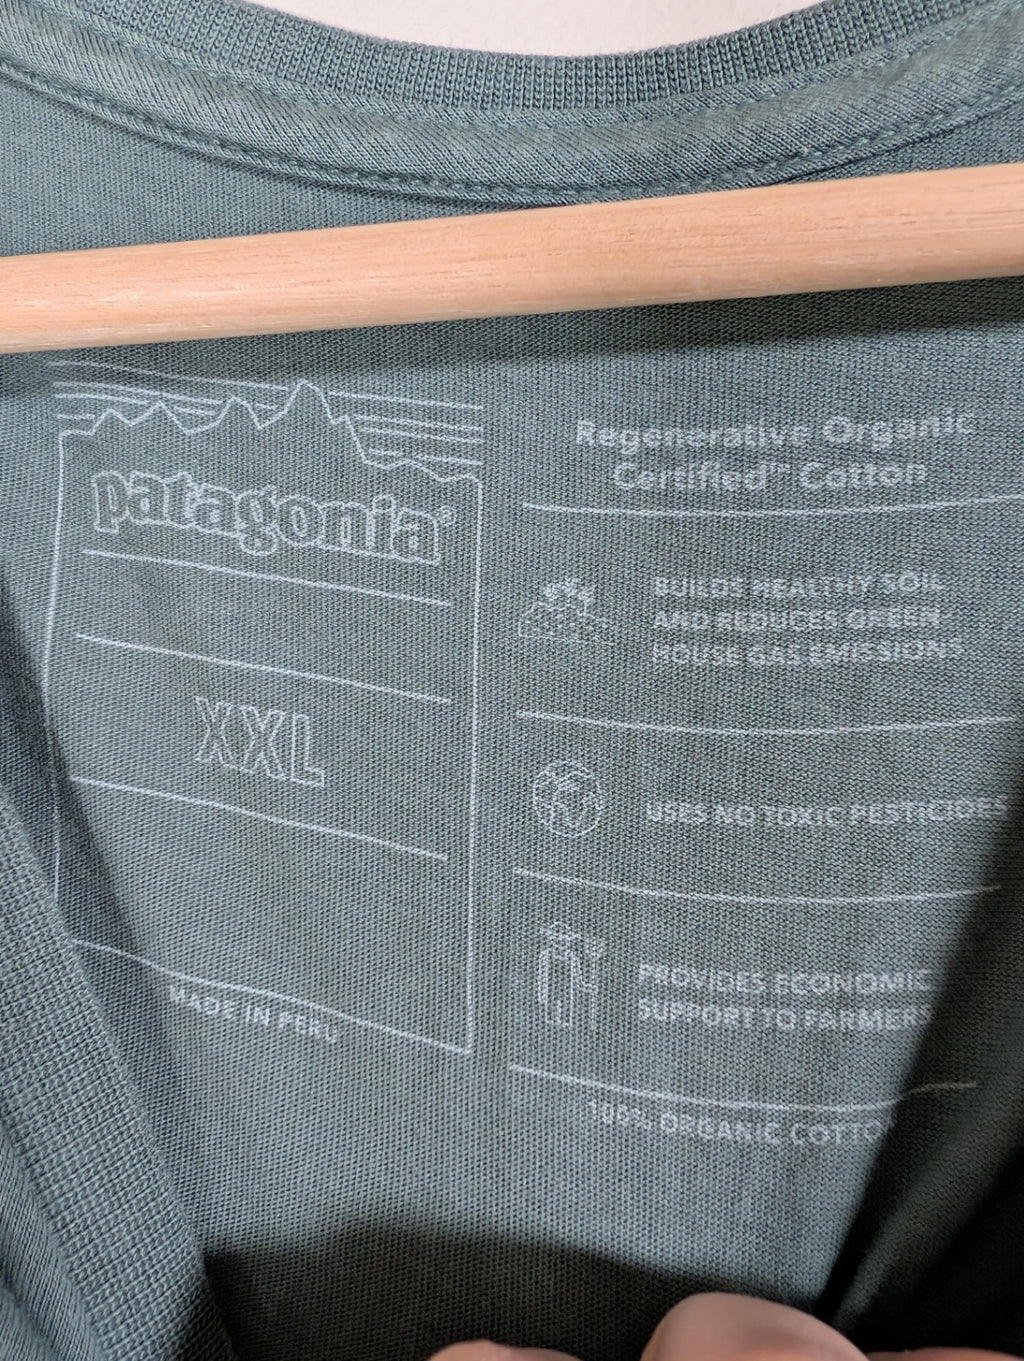 patagonia®
XXL
MADE IN PERU
Regenerative Organic
Certified™ Cotton
BUILDS HEALTHY SOIL
AND REDUCES GREEN
HOUSE GAS EMISSIONS
USES NO TOXIC PESTICIDES
PROVIDES ECONOMIC
SUPPORT TO FARMERS
100% ORGANIC COTTO